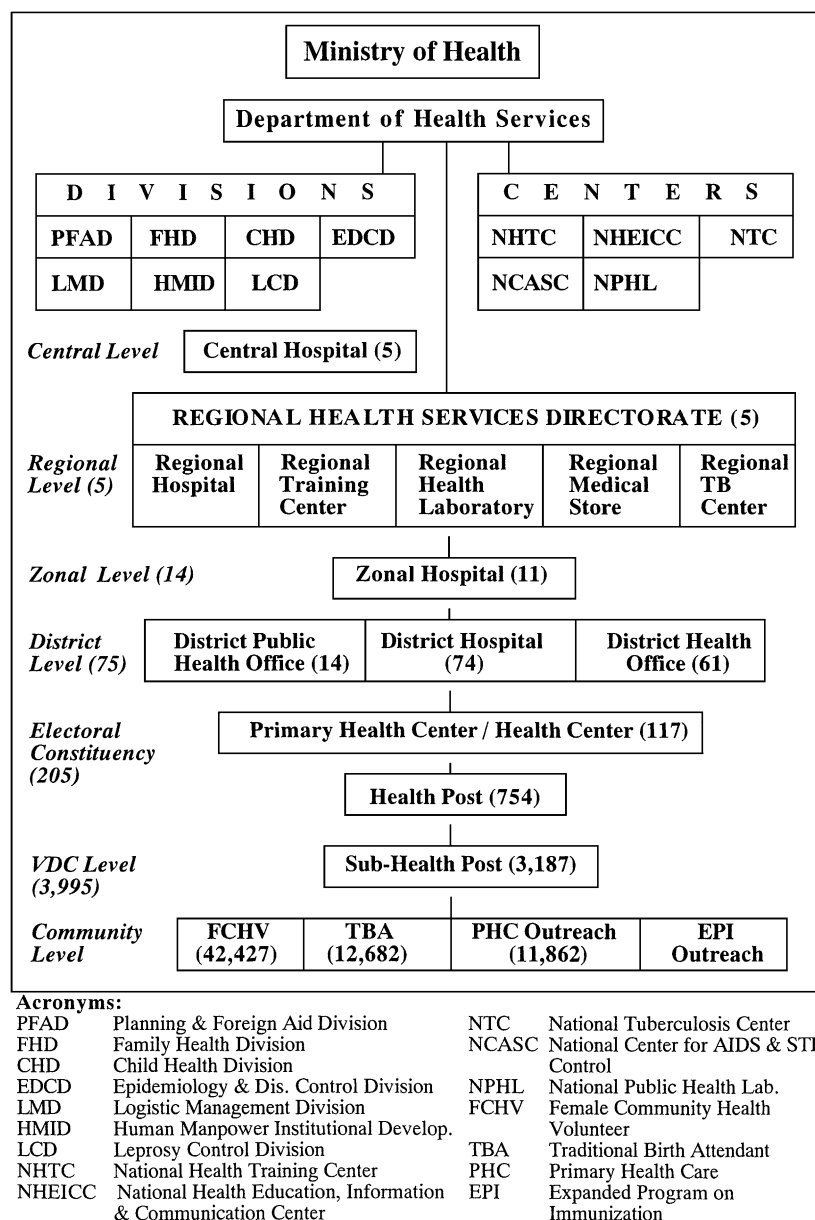 Ministry of Health
Department of Health Services
D I V I S I O N S
PFAD FHD CHD EDCD
LMD HMID LCD
C E N T E R S
NHTC NHEICC NTC
NCASC NPHL
Central Level Central Hospital (5)
REGIONAL HEALTH SERVICES DIRECTORATE (5)
Regional
Level (5)
Regional
Hospital
Regional
Training
Center
Regional
Health
Laboratory
Regional
Medical
Store
Regional
TB
Center
Zonal Level (14) Zonal Hospital (11)
District
Level (75)
District Public
Health Office (14)
District Hospital
(74)
District Health
Office (61)
Electoral
Constituency
(205)
Primary Health Center / Health Center (117)
Health Post (754)
VDC Level
(3,995)
Sub-Health Post (3,187)
Community
Level
FCHV
(42,427)
TBA
(12,682)
PHC Outreach
(11,862)
EPI
Outreach
Acronyms:
PFAD Planning & Foreign Aid Division
FHD Family Health Division
CHD Child Health Division
EDCD Epidemiology & Dis. Control Division
LMD Logistic Management Division
HMID Human Manpower Institutional Develop.
LCD Leprosy Control Division
NHTC National Health Training Center
NHEICC National Health Education, Information
& Communication Center
NTC National Tuberculosis Center
NCASC National Center for AIDS & STD
Control
NPHL National Public Health Lab.
FCHV Female Community Health
Volunteer
TBA Traditional Birth Attendant
PHC Primary Health Care
EPI Expanded Program on
Immunization